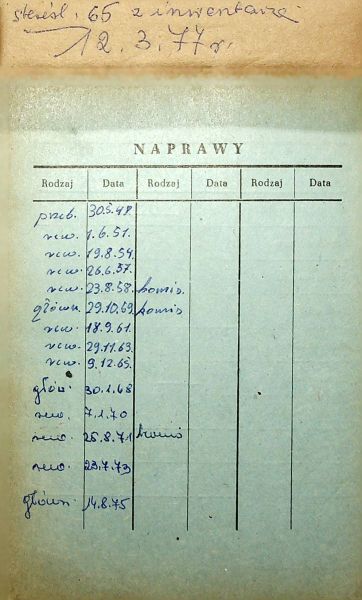 skreśl. 65 z inwentarza
12. 3. 77 r.
NAPRAWY
Rodzaj Data Rodzaj Data Rodzaj Data
przeb. 30.5.48.
rew. 1.6.51.
rew. 19.8.54.
rew. 26.6.57.
rew. 23.8.58. komis.
główn. 29.10.59. komis
rew. 18.9.61.
rew. 29.11.63.
rew. 9.12.65.
głów. 30.1.68
rew. 7.1.70
rew. 25.8.71 komis
rew. 23.7.73
główn. 14.8.75